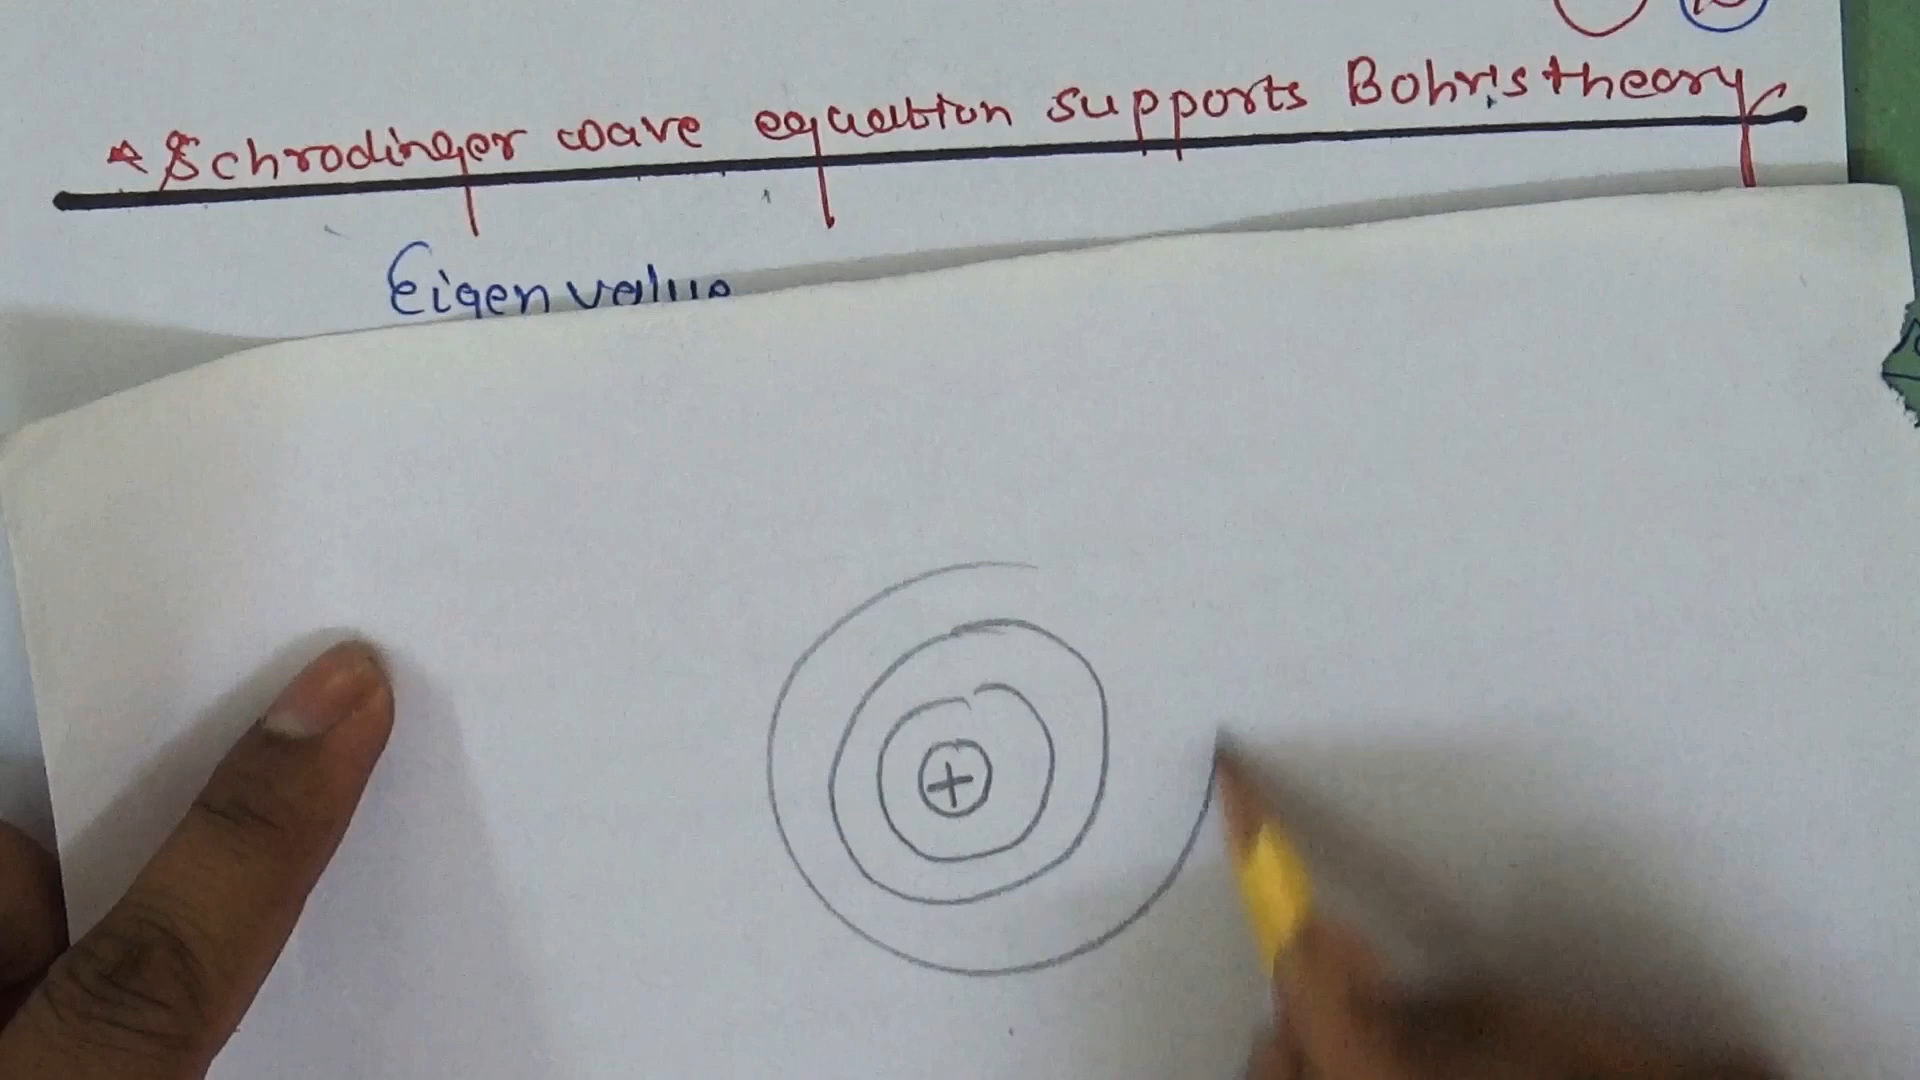 * Schrodinger wave equation supports Bohr's theory
Eigen value
+